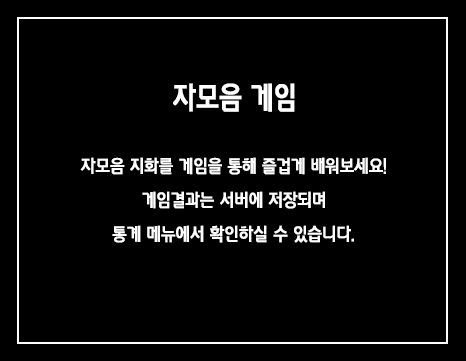 자모음 게임
자모음 지화를 게임을 통해 즐겁게 배워보세요!
게임결과는 서버에 저장되며
통계 메뉴에서 확인하실 수 있습니다.